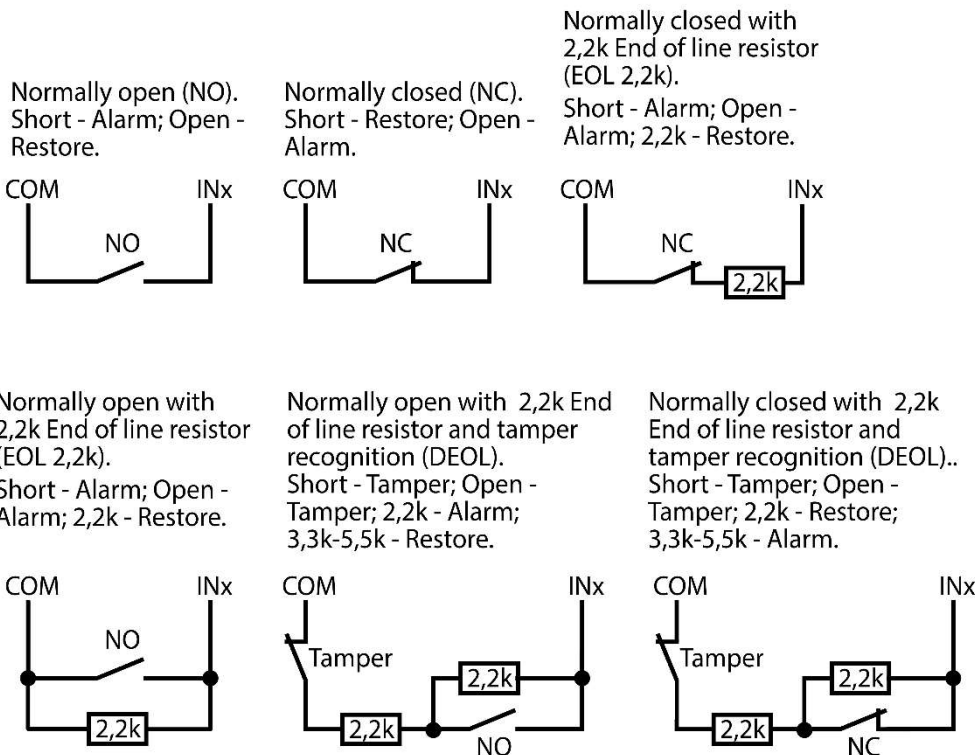 Normally open (NO).
Short - Alarm; Open -
Restore.
COM INx
NO
Normally closed (NC).
Short - Restore; Open -
Alarm.
COM INx
NC
Normally closed with
2,2k End of line resistor
(EOL 2,2k).
Short - Alarm; Open -
Alarm; 2,2k - Restore.
COM INx
NC
2,2k
Normally open with
2,2k End of line resistor
(EOL 2,2k).
Short - Alarm; Open -
Alarm; 2,2k - Restore.
COM INx
NO
2,2k
Normally open with 2,2k End
of line resistor and tamper
recognition (DEOL).
Short - Tamper; Open -
Tamper; 2,2k - Alarm;
3,3k-5,5k - Restore.
COM INx
Tamper
2,2k
2,2k
NO
Normally closed with 2,2k
End of line resistor and
tamper recognition (DEOL)..
Short - Tamper; Open -
Tamper; 2,2k - Restore;
3,3k-5,5k - Alarm.
COM INx
Tamper
2,2k
2,2k
NC